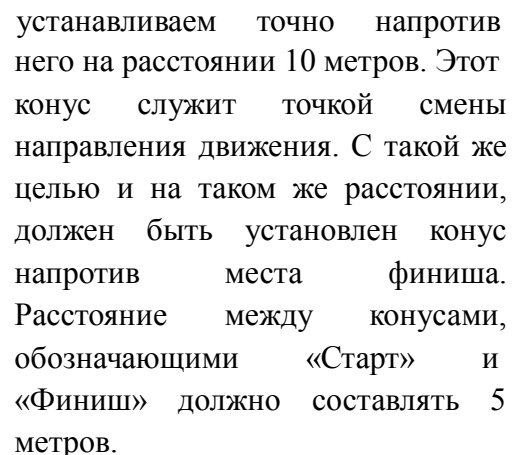 устанавливаем точно напротив
него на расстоянии 10 метров. Этот
конус служит точкой смены
направления движения. С такой же
целью и на таком же расстоянии,
должен быть установлен конус
напротив места финиша.
Расстояние между конусами,
обозначающими «Старт» и
«Финиш» должно составлять 5
метров.